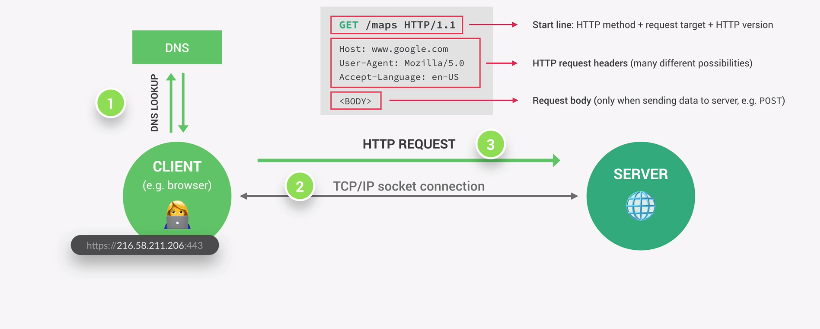 GET /maps HTTP/1.1
Start line: HTTP method + request target + HTTP version
DNS
Host: www.google.com
User-Agent: Mozilla/5.0
Accept-Language: en-US
HTTP request headers (many different possibilities)
1
DNS LOOKUP
<BODY>
Request body (only when sending data to server, e.g. POST)
HTTP REQUEST
3
CLIENT
(e.g. browser)
2
TCP/IP socket connection
SERVER
https://216.58.211.206:443